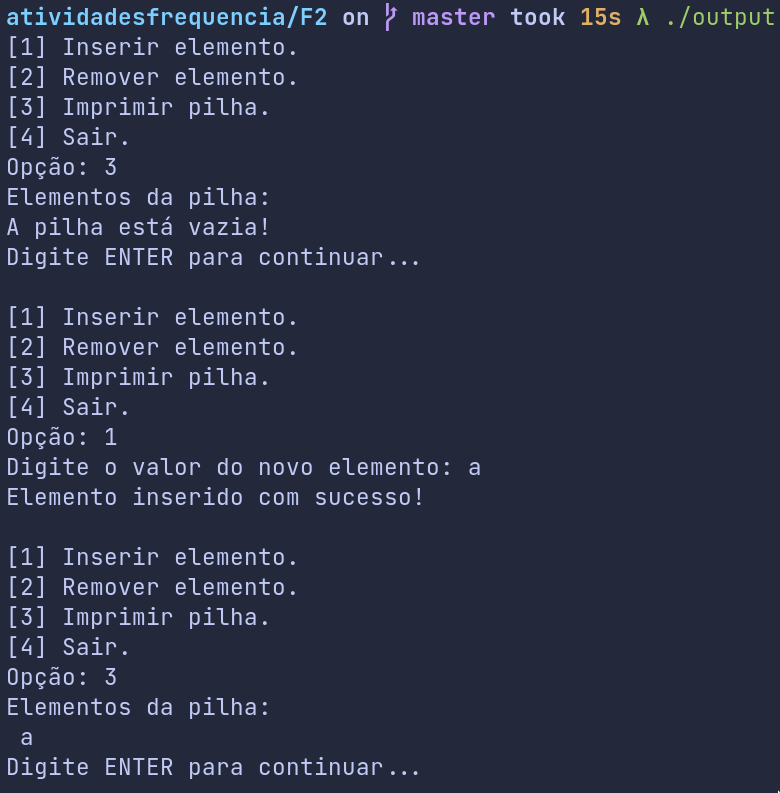 atividadesfrequencia/F2 on master took 15s λ ./output
[1] Inserir elemento.
[2] Remover elemento.
[3] Imprimir pilha.
[4] Sair.
Opção: 3
Elementos da pilha:
A pilha está vazia!
Digite ENTER para continuar...

[1] Inserir elemento.
[2] Remover elemento.
[3] Imprimir pilha.
[4] Sair.
Opção: 1
Digite o valor do novo elemento: a
Elemento inserido com sucesso!

[1] Inserir elemento.
[2] Remover elemento.
[3] Imprimir pilha.
[4] Sair.
Opção: 3
Elementos da pilha:
 a
Digite ENTER para continuar...